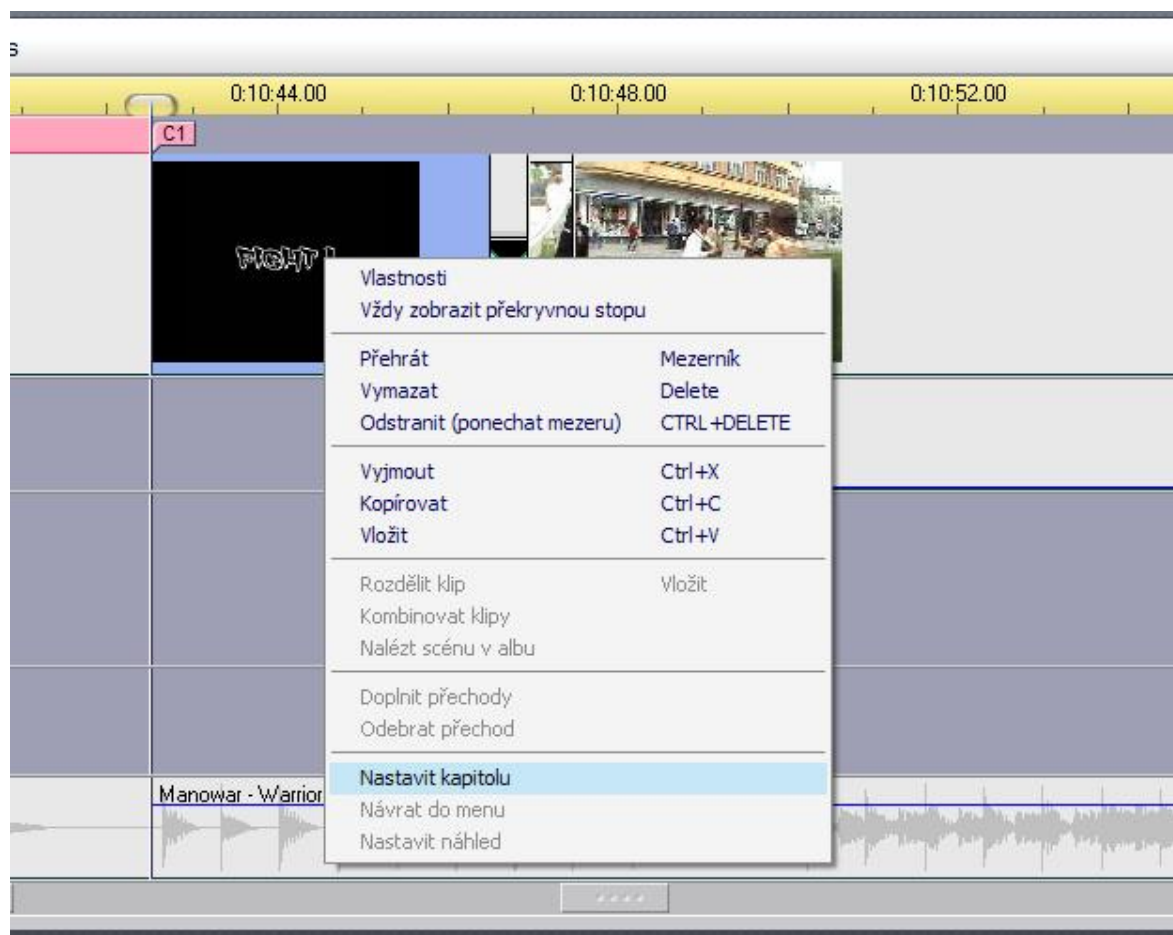 s
0:10:44.00 0:10:48.00 0:10:52.00
C1
FIGHT !
Vlastnosti
Vždy zobrazit překryvnou stopu
Přehrát Mezerník
Vymazat Delete
Odstranit (ponechat mezeru) CTRL+DELETE
Vyjmout Ctrl+X
Kopírovat Ctrl+C
Vložit Ctrl+V
Rozdělit klip Vložit
Kombinovat klipy
Nalézt scénu v albu
Doplnit přechody
Odebrat přechod
Nastavit kapitolu
Návrat do menu
Nastavit náhled
Manowar - Warrior